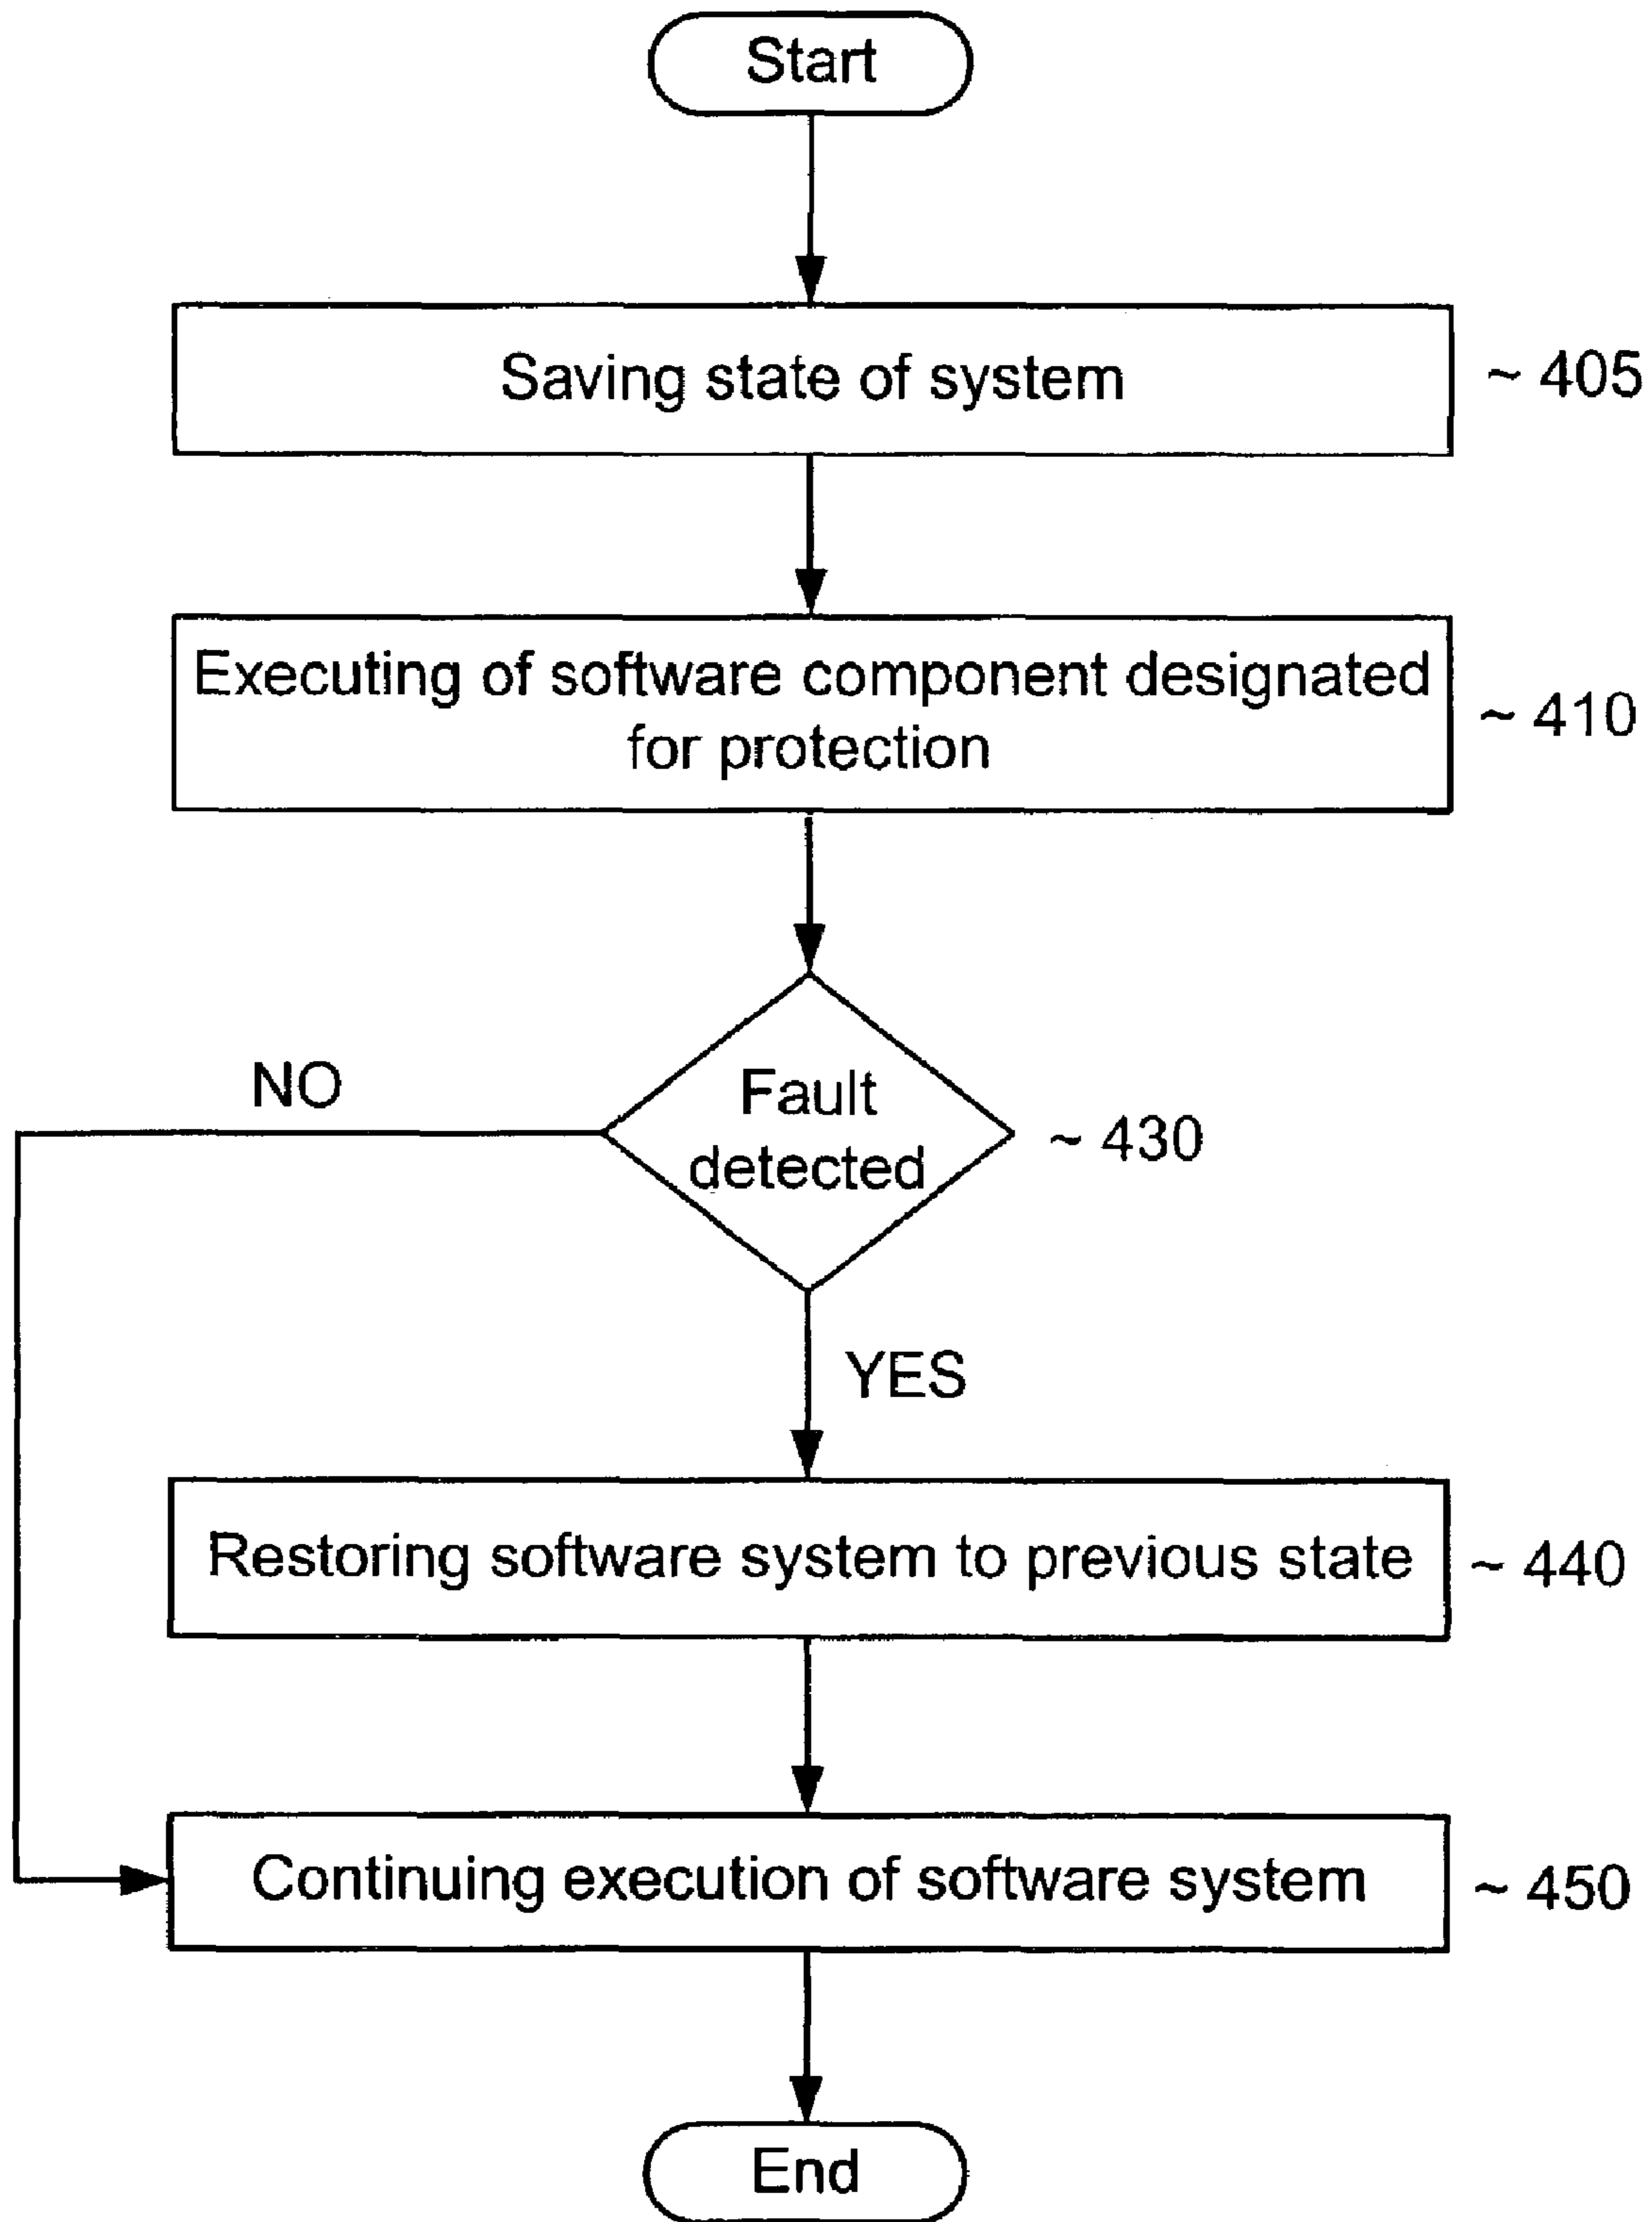 Start
Saving state of system
~ 405
Executing of software component designated
for protection
~ 410
NO
Fault
detected
~ 430
YES
Restoring software system to previous state
~ 440
Continuing execution of software system
~ 450
End